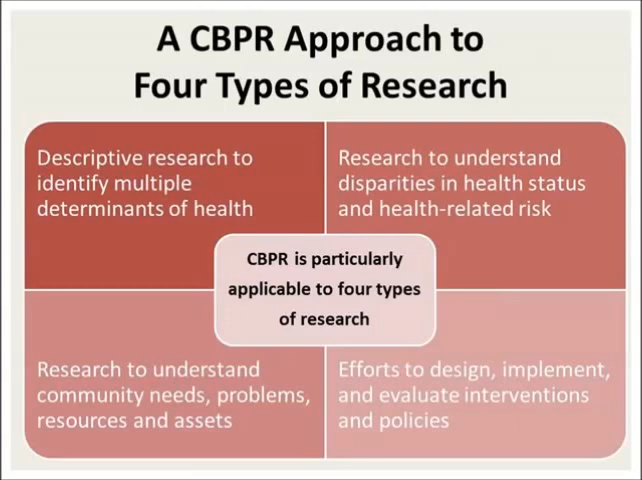 A CBPR Approach to
Four Types of Research
Descriptive research to
identify multiple
determinants of health
Research to understand
disparities in health status
and health-related risk
CBPR is particularly
applicable to four types
of research
Research to understand
community needs, problems,
resources and assets
Efforts to design, implement,
and evaluate interventions
and policies